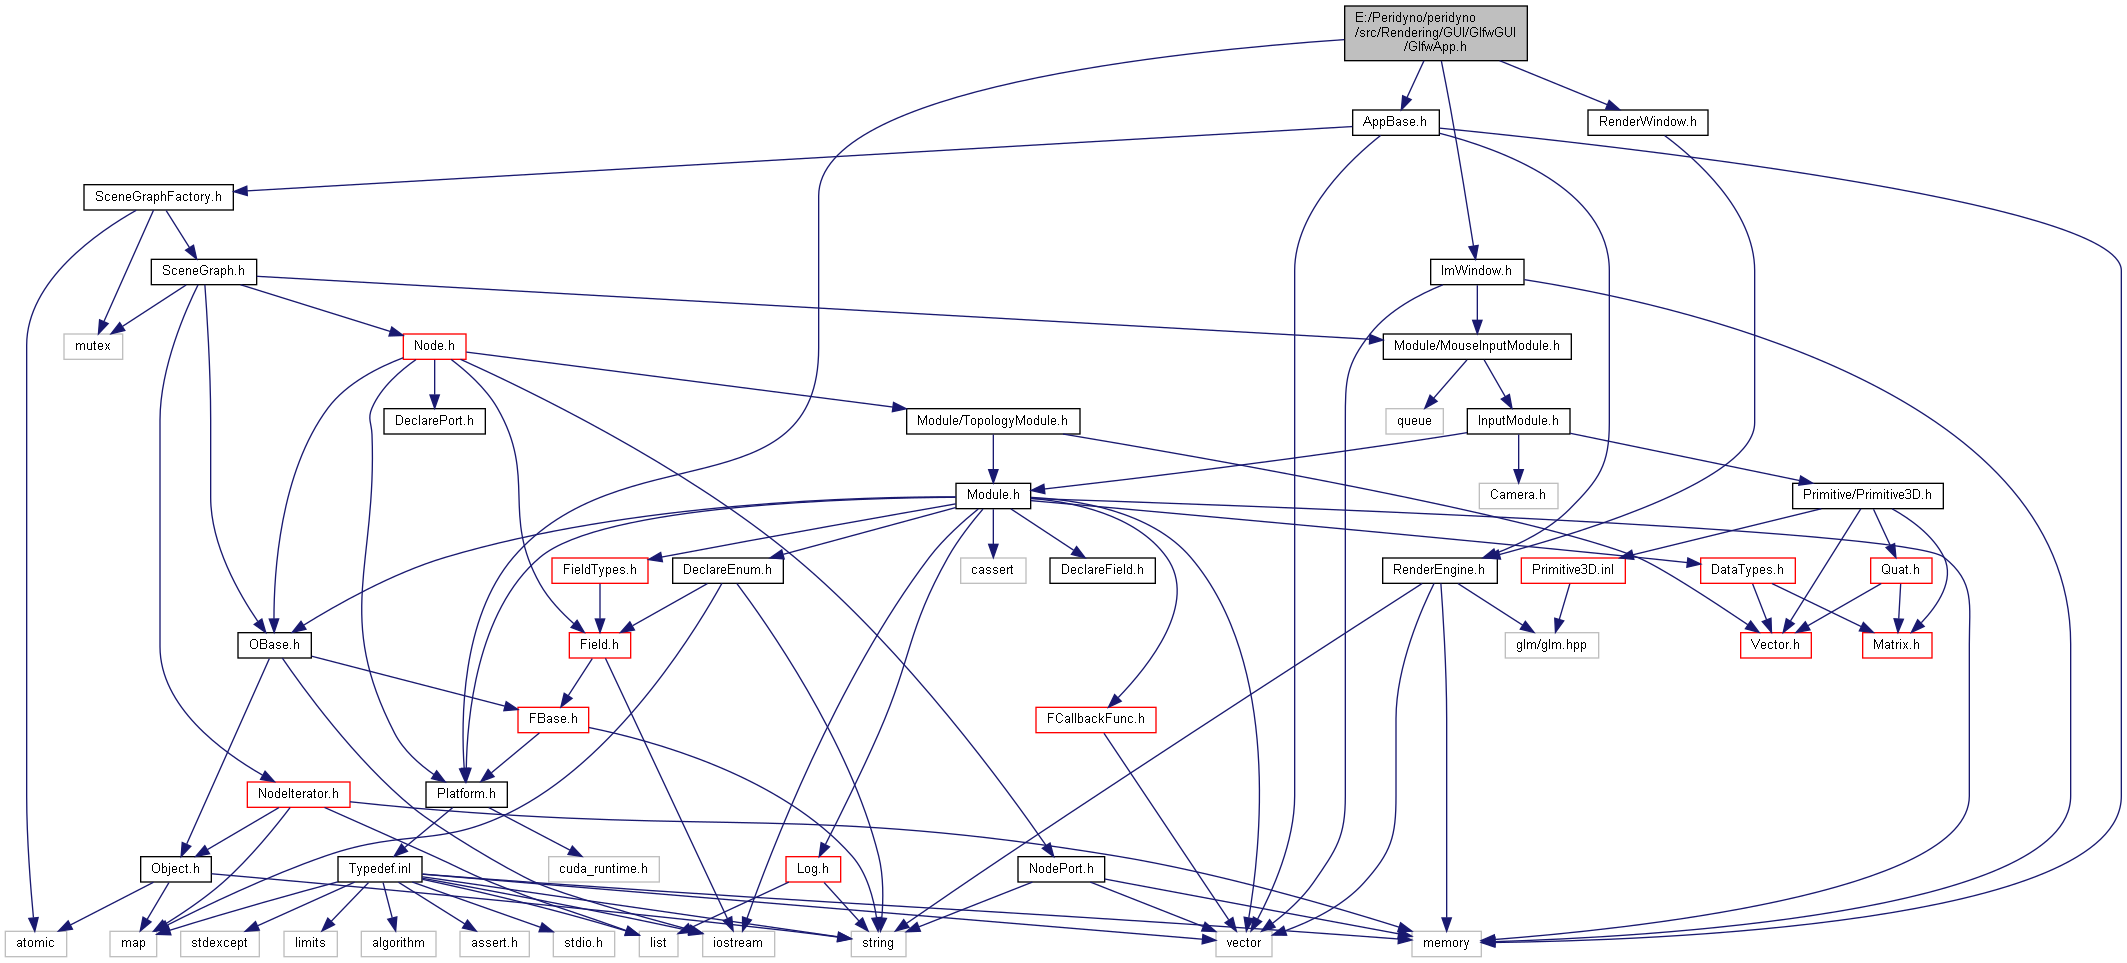 E:/Peridyno/peridyno
/src/Rendering/GUI/GlfwGUI
/GlfwApp.h
AppBase.h
RenderWindow.h
SceneGraphFactory.h
SceneGraph.h
ImWindow.h
mutex
Node.h
Module/MouseInputModule.h
DeclarePort.h
Module/TopologyModule.h
queue
InputModule.h
Module.h
Camera.h
Primitive/Primitive3D.h
FieldTypes.h
DeclareEnum.h
cassert
DeclareField.h
RenderEngine.h
Primitive3D.inl
DataTypes.h
Quat.h
OBase.h
Field.h
glm/glm.hpp
Vector.h
Matrix.h
FBase.h
FCallbackFunc.h
NodeIterator.h
Platform.h
Object.h
Typedef.inl
cuda_runtime.h
Log.h
NodePort.h
atomic
map
stdexcept
limits
algorithm
assert.h
stdio.h
list
iostream
string
vector
memory